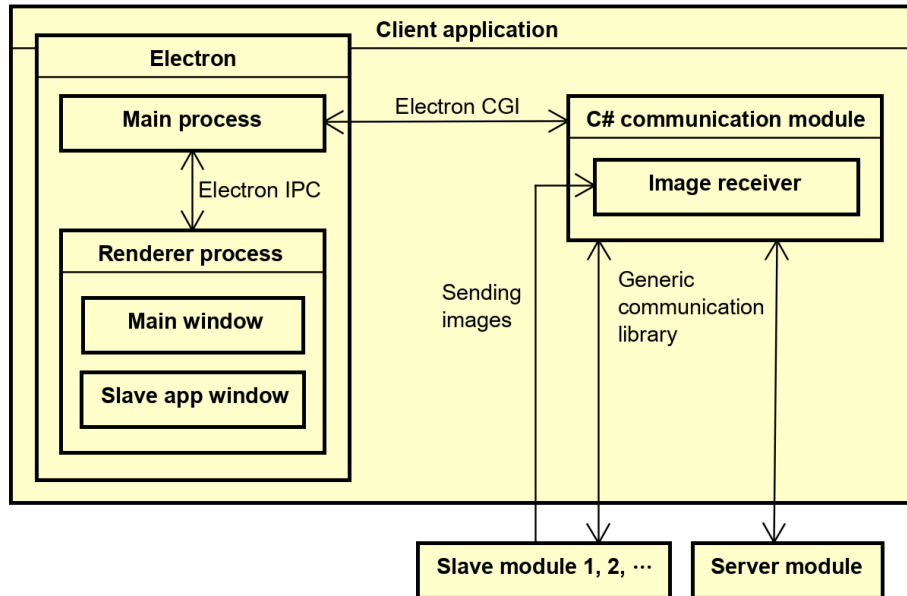 Client application
Electron
Main process
Electron CGI
C# communication module
Image receiver
Electron IPC
Renderer process
Main window
Slave app window
Sending
images
Generic
communication
library
Slave module 1, 2, ⋯
Server module